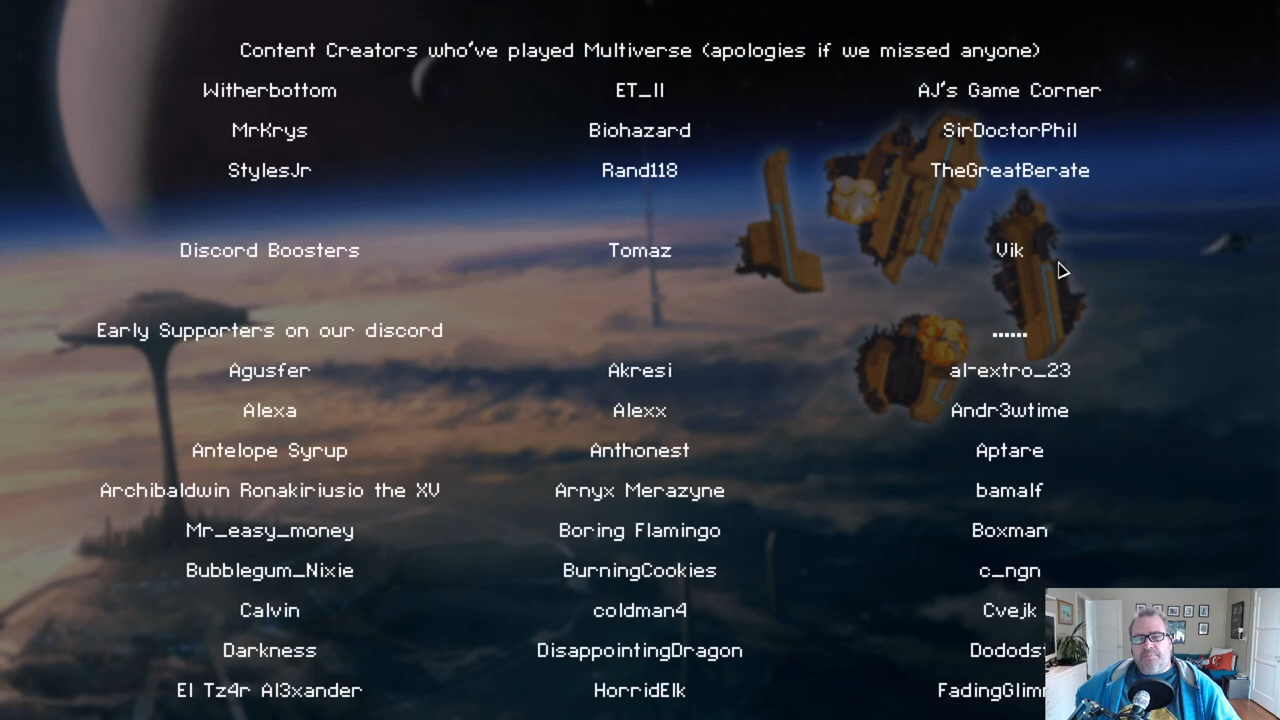 Content Creators who've played Multiverse (apologies if we missed anyone)
Witherbottom ET_II AJ's Game Corner
MrKrys Biohazard SirDoctorPhil
StylesJr Rand118 TheGreatBerate
Discord Boosters Tomaz Vik
Early Supporters on our discord ......
Agusfer Akresi al-extro_23
Alexa Alexx Andr3wtime
Antelope Syrup Anthonest Aptare
Archibaldwin Ronakiriusio the XV Arnyx Merazyne bamalf
Mr_easy_money Boring Flamingo Boxman
Bubblegum_Nixie BurningCookies c_ngn
Calvin coldman4 Cvejk
Darkness DisappointingDragon
El Tz4r Al3xander HorridElk